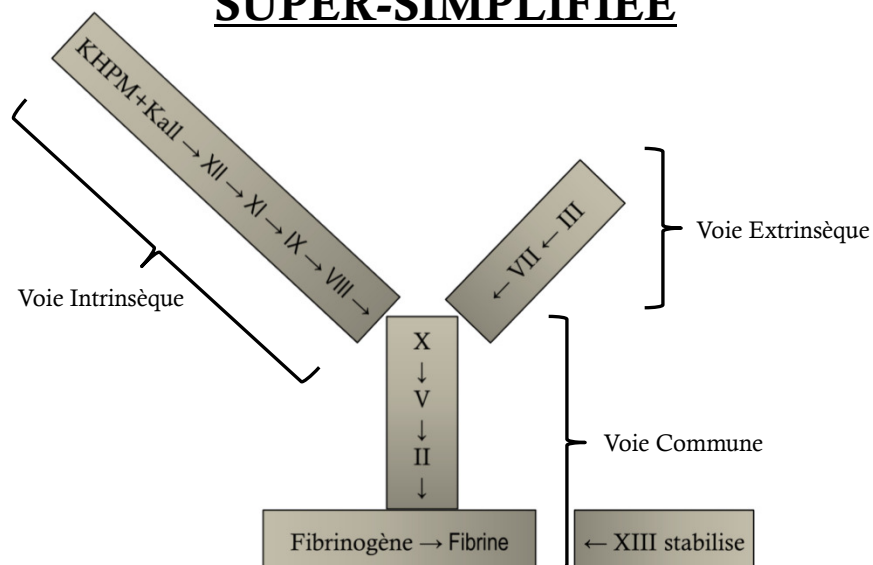 SUPER-SIMPLIFIÉE
KHPM+Kall → XII → XI → IX → VIII →
← VII ← III
Voie Extrinsèque
Voie Intrinsèque
X
↓
V
↓
II
↓
Voie Commune
Fibrinogène → Fibrine
← XIII stabilise